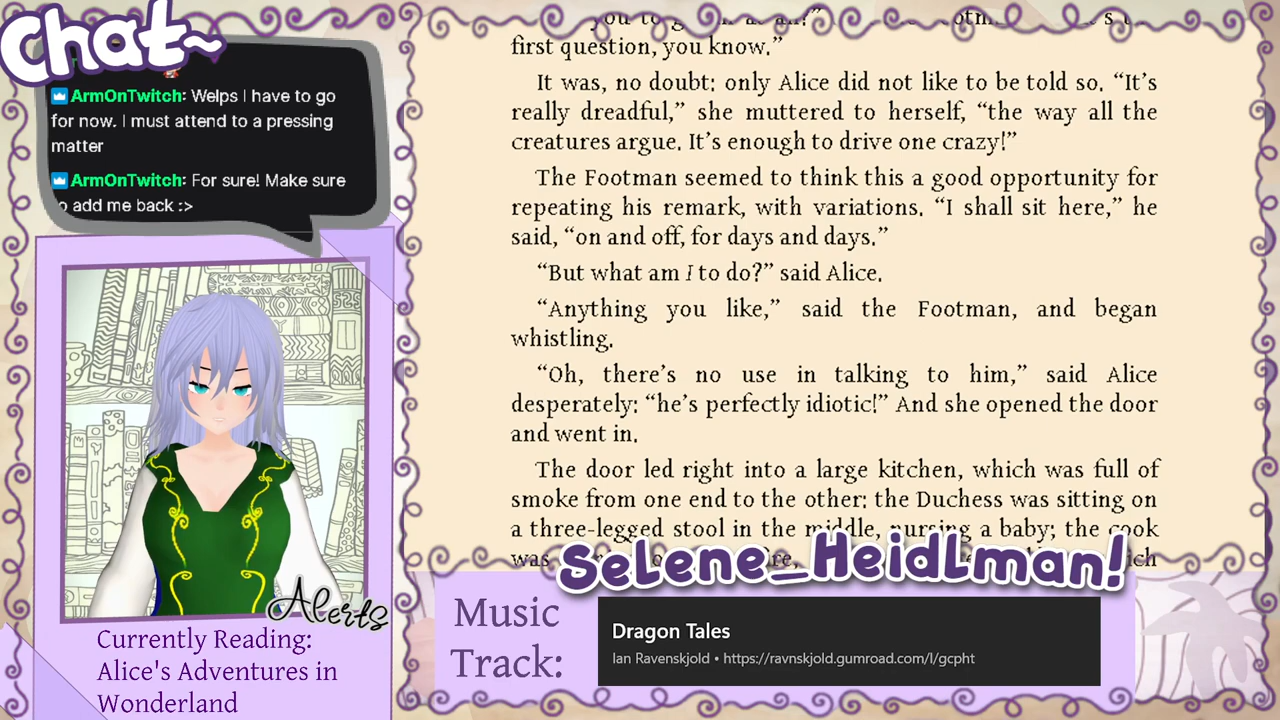 Chat~
ArmOnTwitch: Welps I have to go
for now. I must attend to a pressing
matter
ArmOnTwitch: For sure! Make sure
add me back :>
Alerts
Currently Reading:
Alice's Adventures in
Wonderland
first question, you know.”
It was, no doubt: only Alice did not like to be told so. “It’s
really dreadful,” she muttered to herself, “the way all the
creatures argue. It’s enough to drive one crazy!”
The Footman seemed to think this a good opportunity for
repeating his remark, with variations. “I shall sit here,” he
said, “on and off, for days and days.”
“But what am I to do?” said Alice.
“Anything you like,” said the Footman, and began
whistling.
“Oh, there’s no use in talking to him,” said Alice
desperately: “he’s perfectly idiotic!” And she opened the door
and went in.
The door led right into a large kitchen, which was full of
smoke from one end to the other: the Duchess was sitting on
a three-legged stool in the middle, nursing a baby; the cook
was
Selene_Heidlman!
Music
Track:
Dragon Tales
Ian Ravenskjold • https://ravnskjold.gumroad.com/l/gcpht